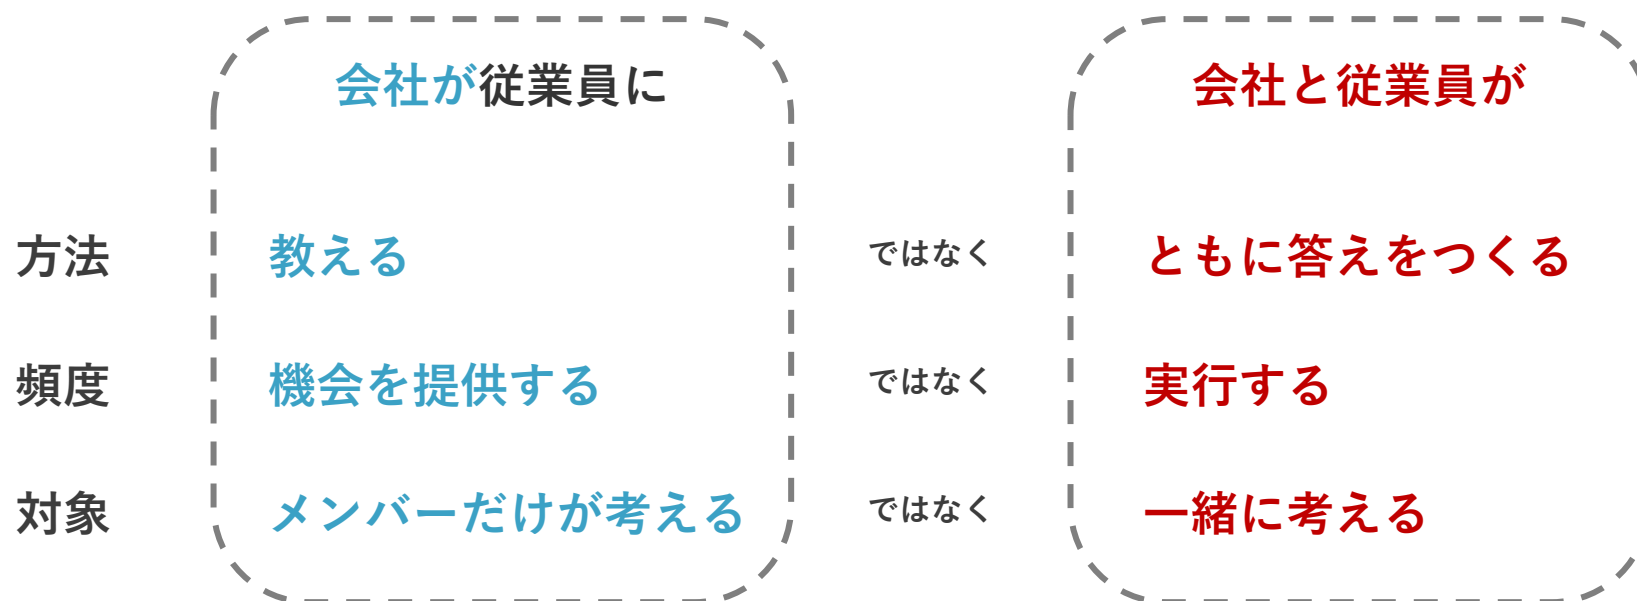 会社が従業員に
会社と従業員が
方法 教える ではなく ともに答えをつくる
頻度 機会を提供する ではなく 実行する
対象 メンバーだけが考える ではなく 一緒に考える